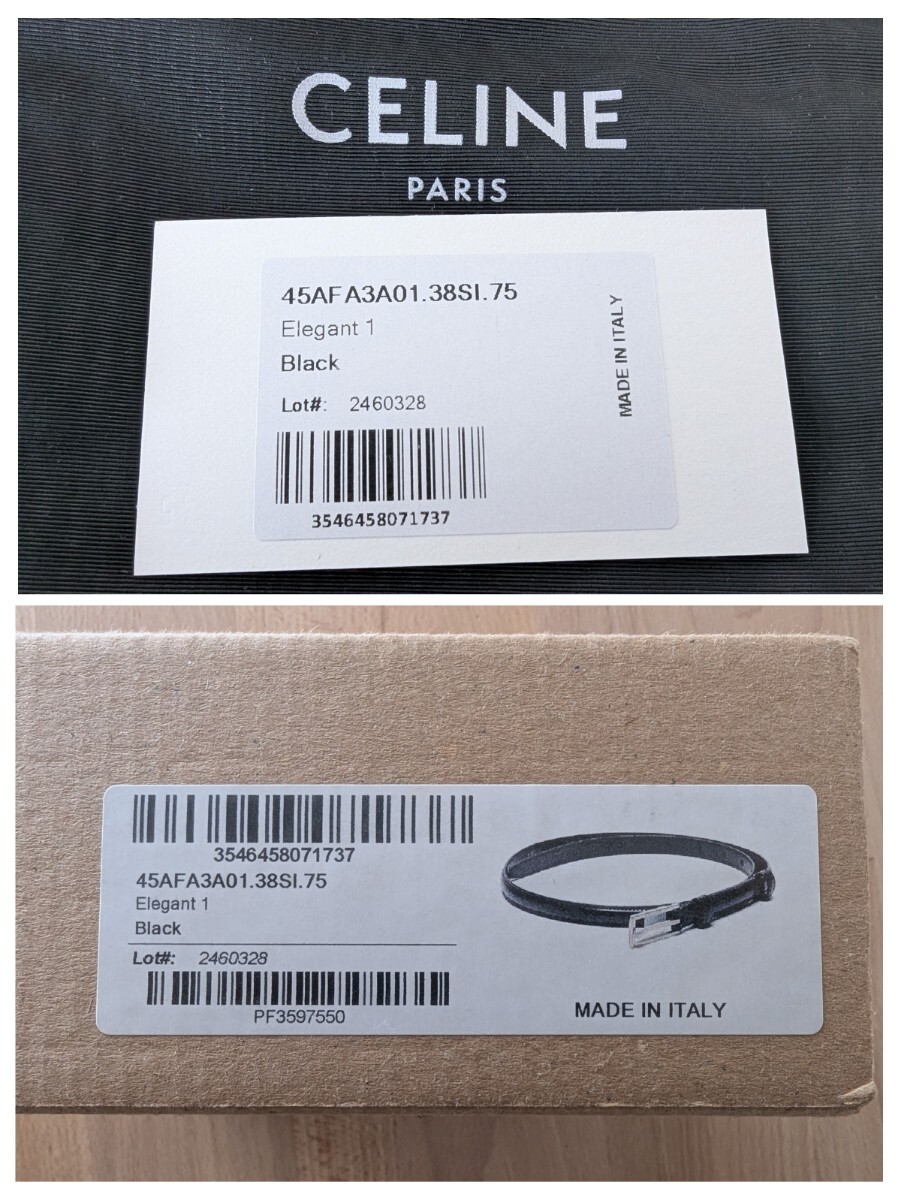 CELINE
PARIS
45AFA3A01.38SI.75
Elegant 1
Black
Lot#: 2460328
3546458071737
MADE IN ITALY
3546458071737
45AFA3A01.38SI.75
Elegant 1
Black
Lot#: 2460328
PF3597550
MADE IN ITALY